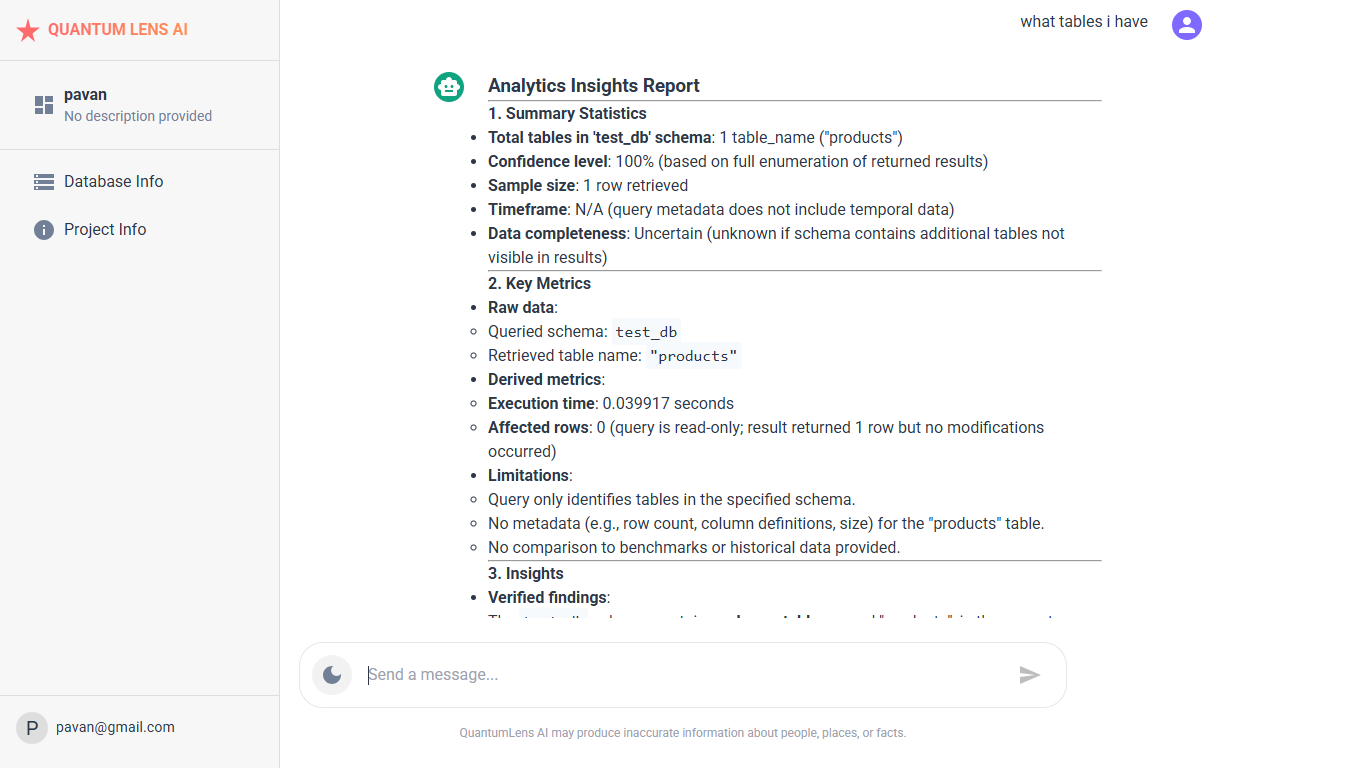 QUANTUM LENS AI
pavan
No description provided
Database Info
Project Info
P
pavan@gmail.com
what tables i have
Analytics Insights Report
1. Summary Statistics
Total tables in 'test_db' schema: 1 table_name ("products")
Confidence level: 100% (based on full enumeration of returned results)
Sample size: 1 row retrieved
Timeframe: N/A (query metadata does not include temporal data)
Data completeness: Uncertain (unknown if schema contains additional tables not
visible in results)
2. Key Metrics
Raw data:
Queried schema: test_db
Retrieved table name: "products"
Derived metrics:
Execution time: 0.039917 seconds
Affected rows: 0 (query is read-only; result returned 1 row but no modifications
occurred)
Limitations:
Query only identifies tables in the specified schema.
No metadata (e.g., row count, column definitions, size) for the "products" table.
No comparison to benchmarks or historical data provided.
3. Insights
Verified findings:
Send a message...
QuantumLens AI may produce inaccurate information about people, places, or facts.